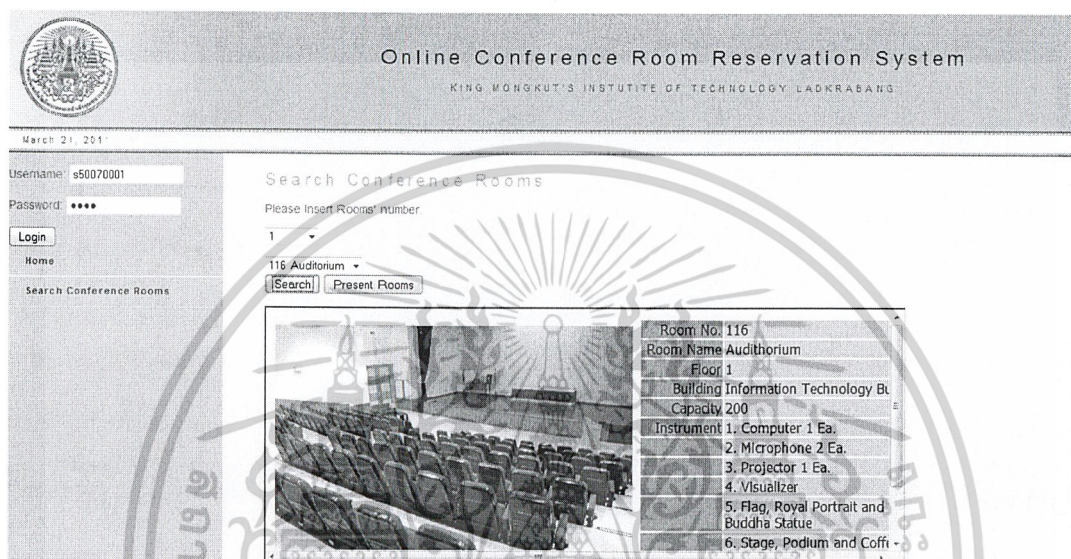 Online Conference Room Reservation System
KING MONGKUT'S INSTUTITE OF TECHNOLOGY LADKRABANG
March 21, 201
Username: s50070001
Password: ••••
Login
Home
Search Conference Rooms
Search Conference Rooms
Please Insert Rooms' number.
1
116 Auditorium
Search Present Rooms
Room No. 116
Room Name Audithorium
Floor 1
Building Information Technology Bu
Capacity 200
Instrument 1. Computer 1 Ea.
2. Microphone 2 Ea.
3. Projector 1 Ea.
4. Visualizer
5. Flag, Royal Portrait and
Buddha Statue
6. Stage, Podium and Coff